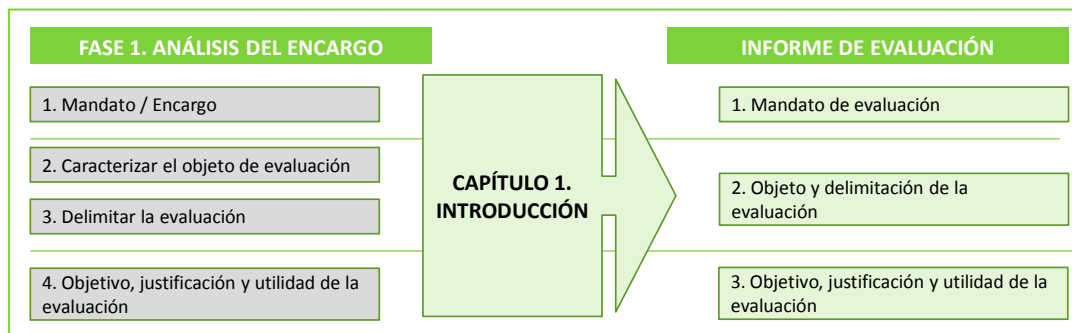 FASE 1. ANÁLISIS DEL ENCARGO
INFORME DE EVALUACIÓN
1. Mandato / Encargo
2. Caracterizar el objeto de evaluación
3. Delimitar la evaluación
4. Objetivo, justificación y utilidad de la
evaluación
CAPÍTULO 1.
INTRODUCCIÓN
1. Mandato de evaluación
2. Objeto y delimitación de la
evaluación
3. Objetivo, justificación y utilidad de la
evaluación